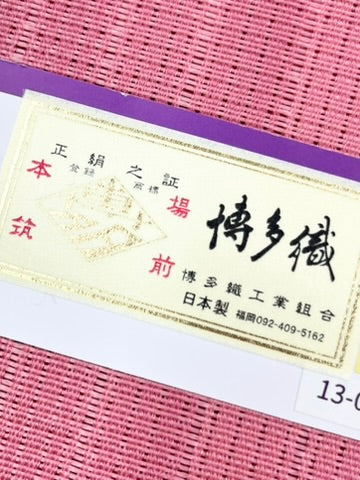 正絹之証
登録 商標
本場
筑前
博多織
博多織工業組合
日本製 福岡092-409-5162
13-0